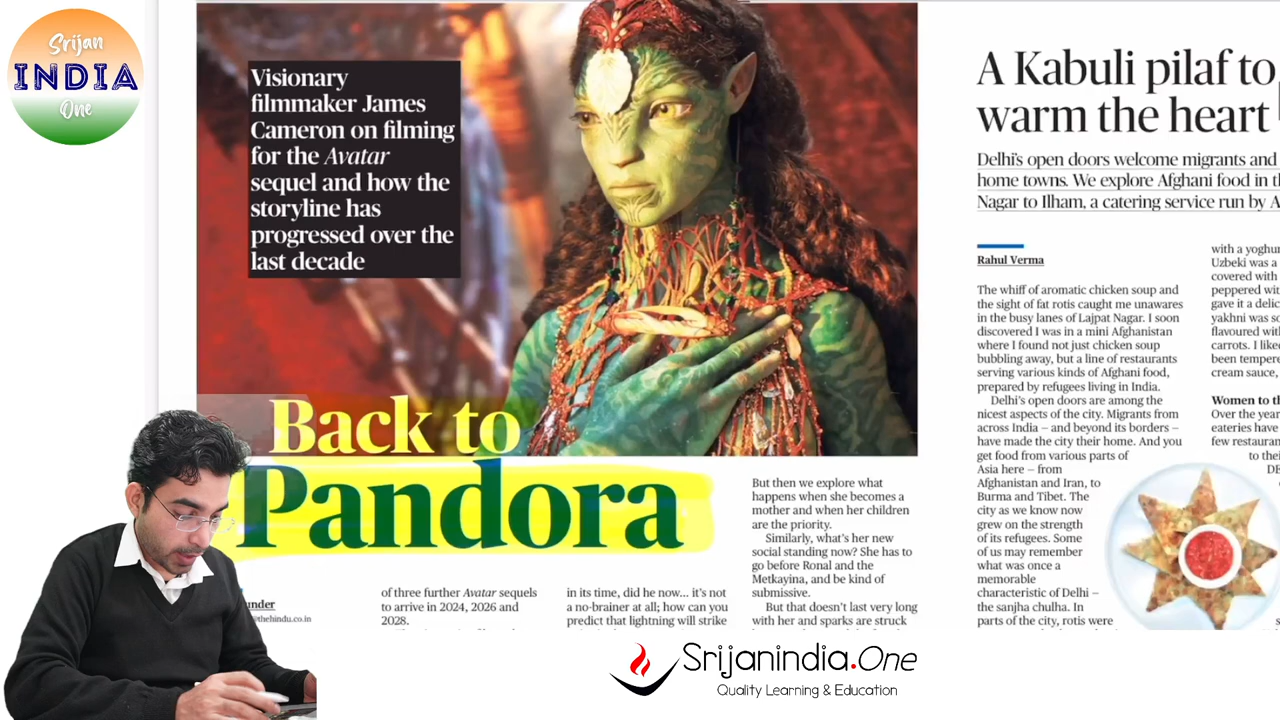 Srijan
INDIA
One
Visionary
filmmaker James
Cameron on filming
for the Avatar
sequel and how the
storyline has
progressed over the
last decade
Back to
Pandora
under
@thehindu.co.in
of three further Avatar sequels
to arrive in 2024, 2026 and
2028.
in its time, did he now... it's not
a no-brainer at all; how can you
predict that lightning will strike
But then we explore what
happens when she becomes a
mother and when her children
are the priority.
Similarly, what's her new
social standing now? She has to
go before Ronal and the
Metkayina, and be kind of
submissive.
But that doesn't last very long
with her and sparks are struck
A Kabuli pilaf to
warm the heart
Delhi's open doors welcome migrants and
home towns. We explore Afghani food in
Nagar to Ilham, a catering service run by
Rahul Verma
The whiff of aromatic chicken soup and
the sight of fat rotis caught me unawares
in the busy lanes of Lajpat Nagar. I soon
discovered I was in a mini Afghanistan
where I found not just chicken soup
bubbling away, but a line of restaurants
serving various kinds of Afghani food,
prepared by refugees living in India.
Delhi's open doors are among the
nicest aspects of the city. Migrants from
across India – and beyond its borders –
have made the city their home. And you
get food from various parts of
Asia here – from
Afghanistan and Iran, to
Burma and Tibet. The
city as we know now
grew on the strength
of its refugees. Some
of us may remember
what was once a
memorable
characteristic of Delhi –
the sanjha chulha. In
parts of the city, rotis were
with a yoghu
Uzbeki was a
covered with
peppered wit
gave it a delic
yakhni was so
flavoured wit
carrots. I like
been temper
cream sauce,
Women to th
Over the year
eateries have
few restauran
to thei
Srijanindia.One
Quality Learning & Education